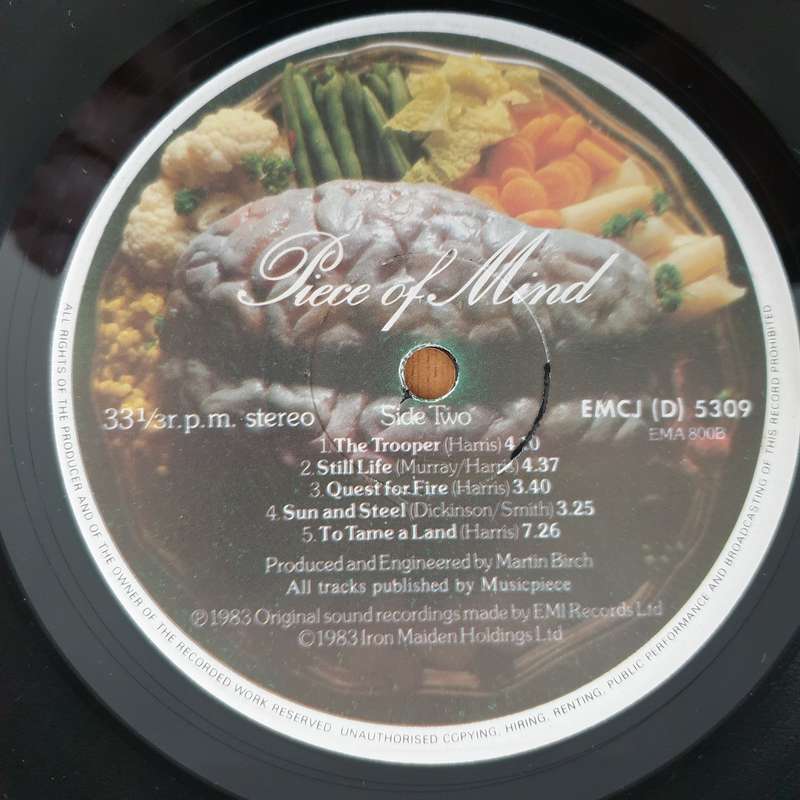 Piece of Mind
33⅓r.p.m. stereo
Side Two
EMCJ (D) 5309
EMA 800B
1. The Trooper (Harris) 4.10
2. Still Life (Murray/Harris) 4.37
3. Quest for Fire (Harris) 3.40
4. Sun and Steel (Dickinson/Smith) 3.25
5. To Tame a Land (Harris) 7.26
Produced and Engineered by Martin Birch
All tracks published by Musicpiece
℗1983 Original sound recordings made by EMI Records Ltd
©1983 Iron Maiden Holdings Ltd
ALL RIGHTS OF THE PRODUCER AND OF THE OWNER OF THE RECORDED WORK RESERVED UNAUTHORISED COPYING, HIRING, RENTING, PUBLIC PERFORMANCE AND BROADCASTING OF THIS RECORD PROHIBITED